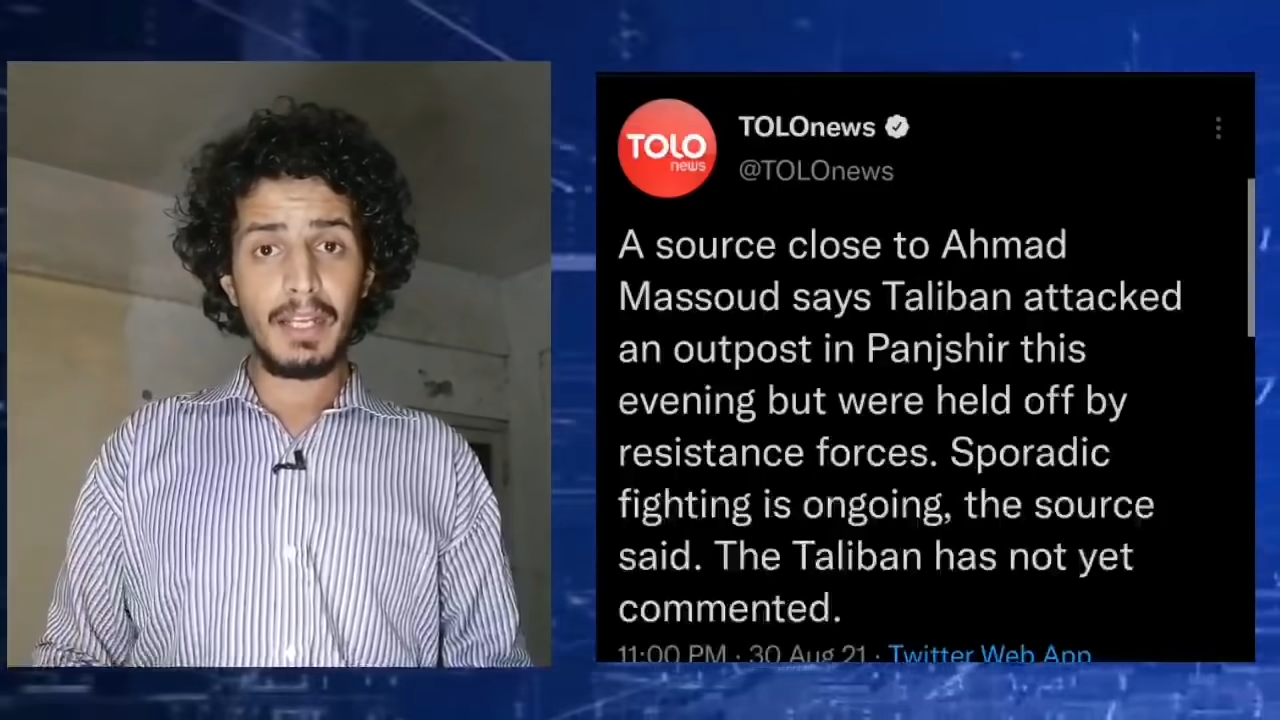 TOLO
news
TOLOnews
@TOLOnews
A source close to Ahmad
Massoud says Taliban attacked
an outpost in Panjshir this
evening but were held off by
resistance forces. Sporadic
fighting is ongoing, the source
said. The Taliban has not yet
commented.
11:00 PM · 30 Aug 21 · Twitter Web App